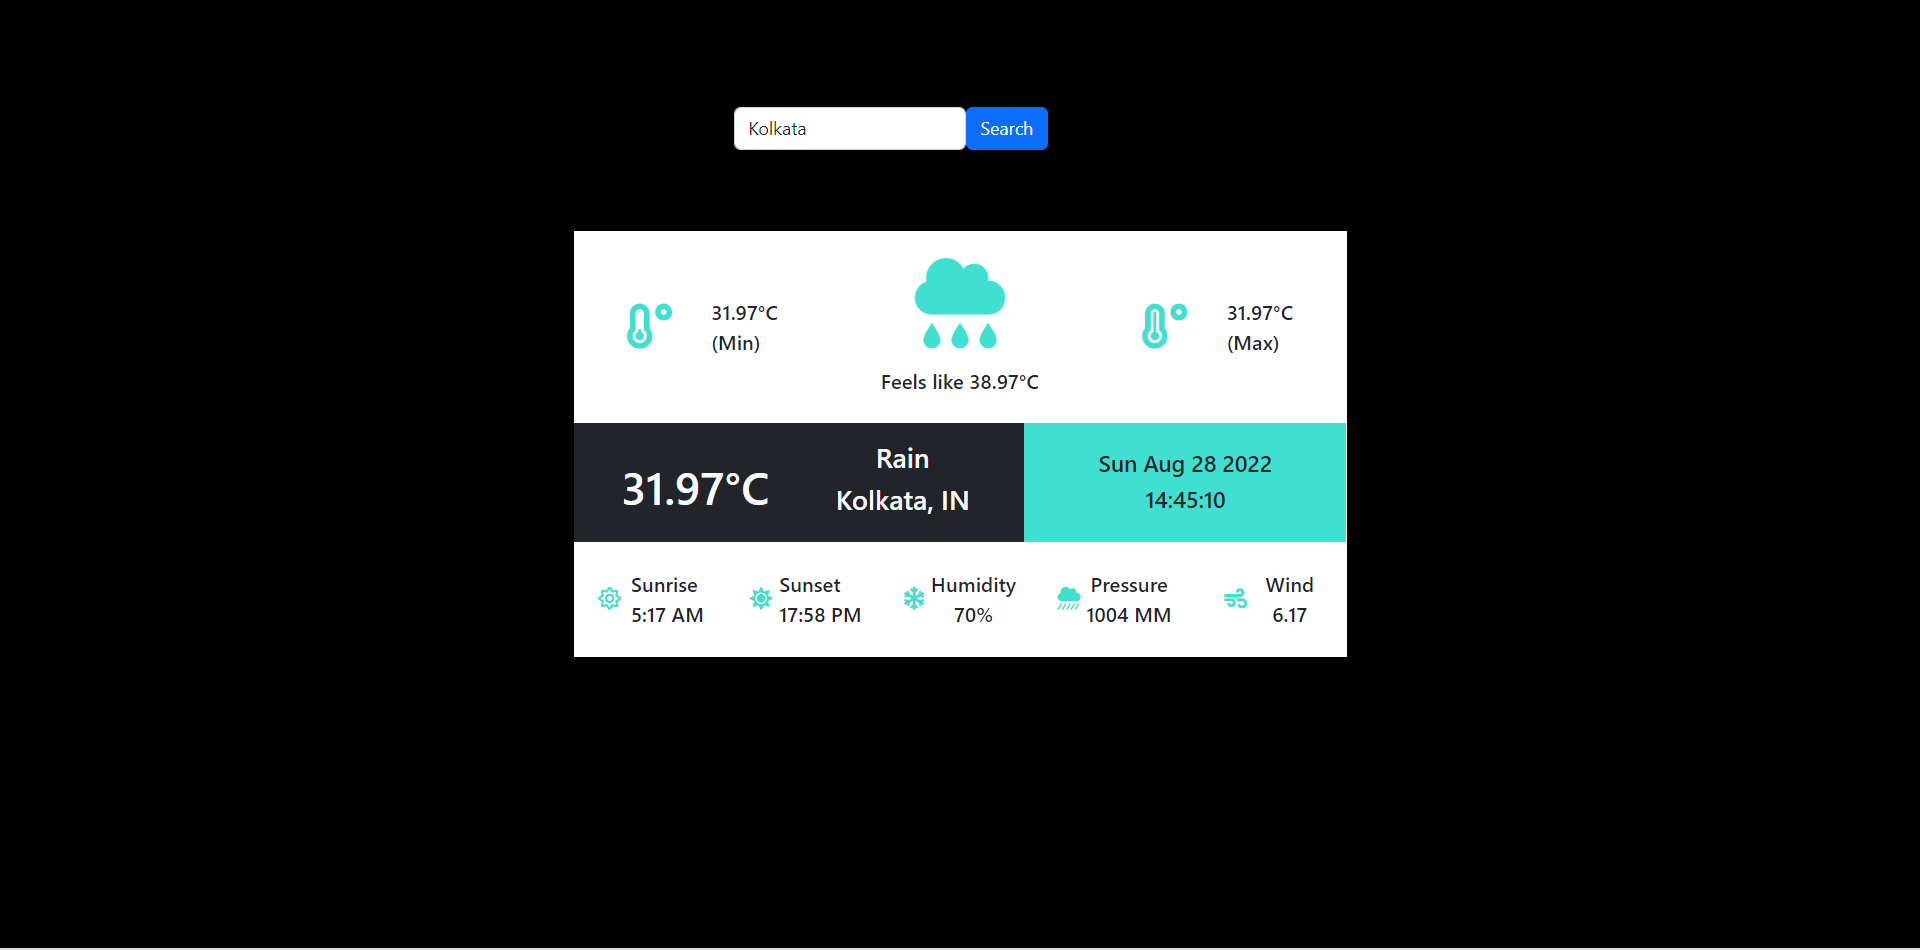 Kolkata
Search
31.97°C
(Min)
Feels like 38.97°C
31.97°C
(Max)
31.97°C
Rain
Kolkata, IN
Sun Aug 28 2022
14:45:10
Sunrise
5:17 AM
Sunset
17:58 PM
Humidity
70%
Pressure
1004 MM
Wind
6.17